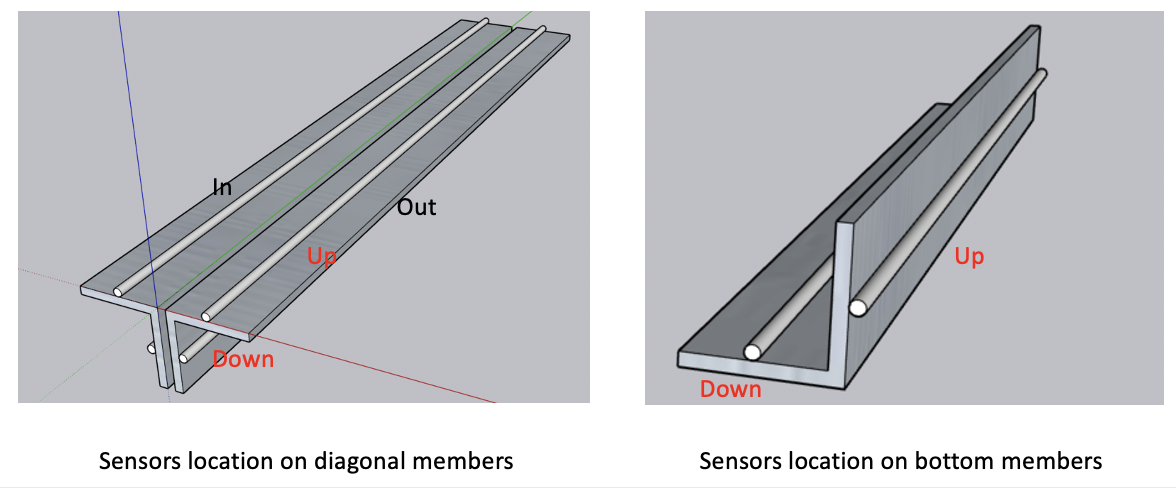 In
Out
Up
Down
Up
Down
Sensors location on diagonal members
Sensors location on bottom members